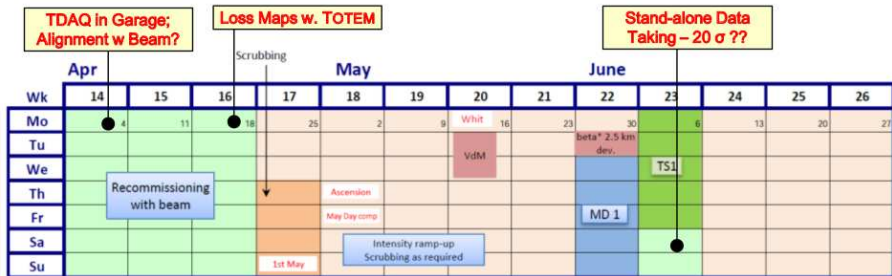 TDAQ in Garage;
Alignment w Beam?
Loss Maps w. TOTEM
Stand-alone Data
Taking – 20 σ ??
Scrubbing
Apr May June
Wk 14 15 16 17 18 19 20 21 22 23 24 25 26
Mo 4 11 18 25 2 9 Whit 16 23 30 6 13 20 27
Tu VdM beta* 2.5 km
dev.
We TS1
Th Recommissioning
with beam
Ascension
Fr May Day comp MD 1
Sa Intensity ramp-up
Scrubbing as required
Su 1st May